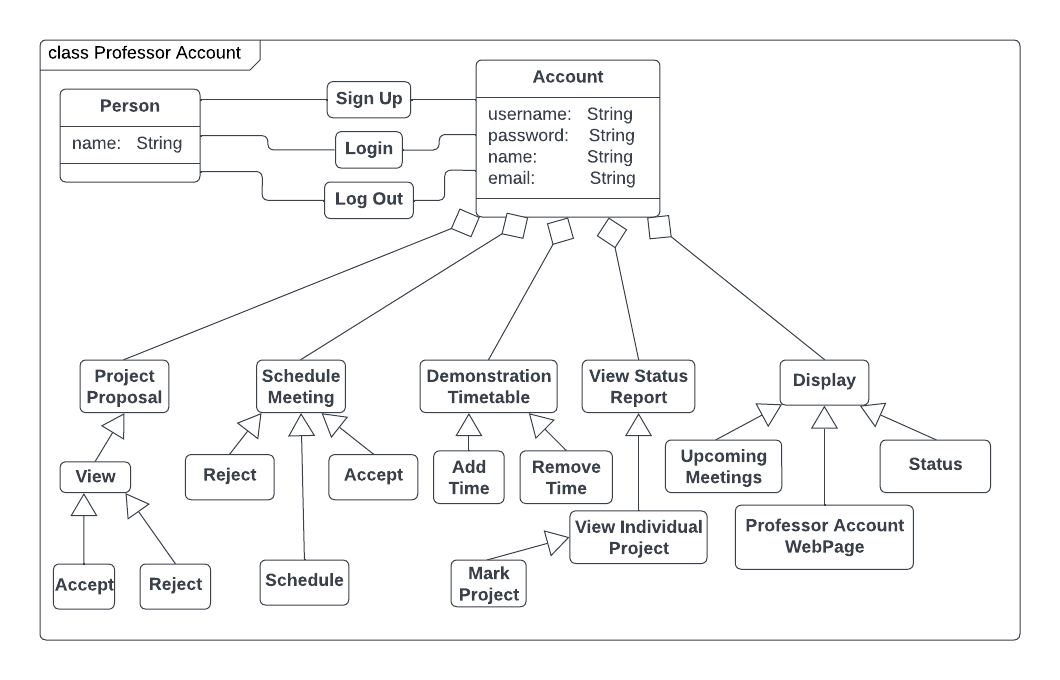 class Professor Account
Person
name: String
Sign Up
Login
Log Out
Account
username: String
password: String
name: String
email: String
Project
Proposal
Schedule
Meeting
Demonstration
Timetable
View Status
Report
Display
View
Reject
Accept
Add
Time
Remove
Time
Upcoming
Meetings
Status
View Individual
Project
Professor Account
WebPage
Accept
Reject
Schedule
Mark
Project